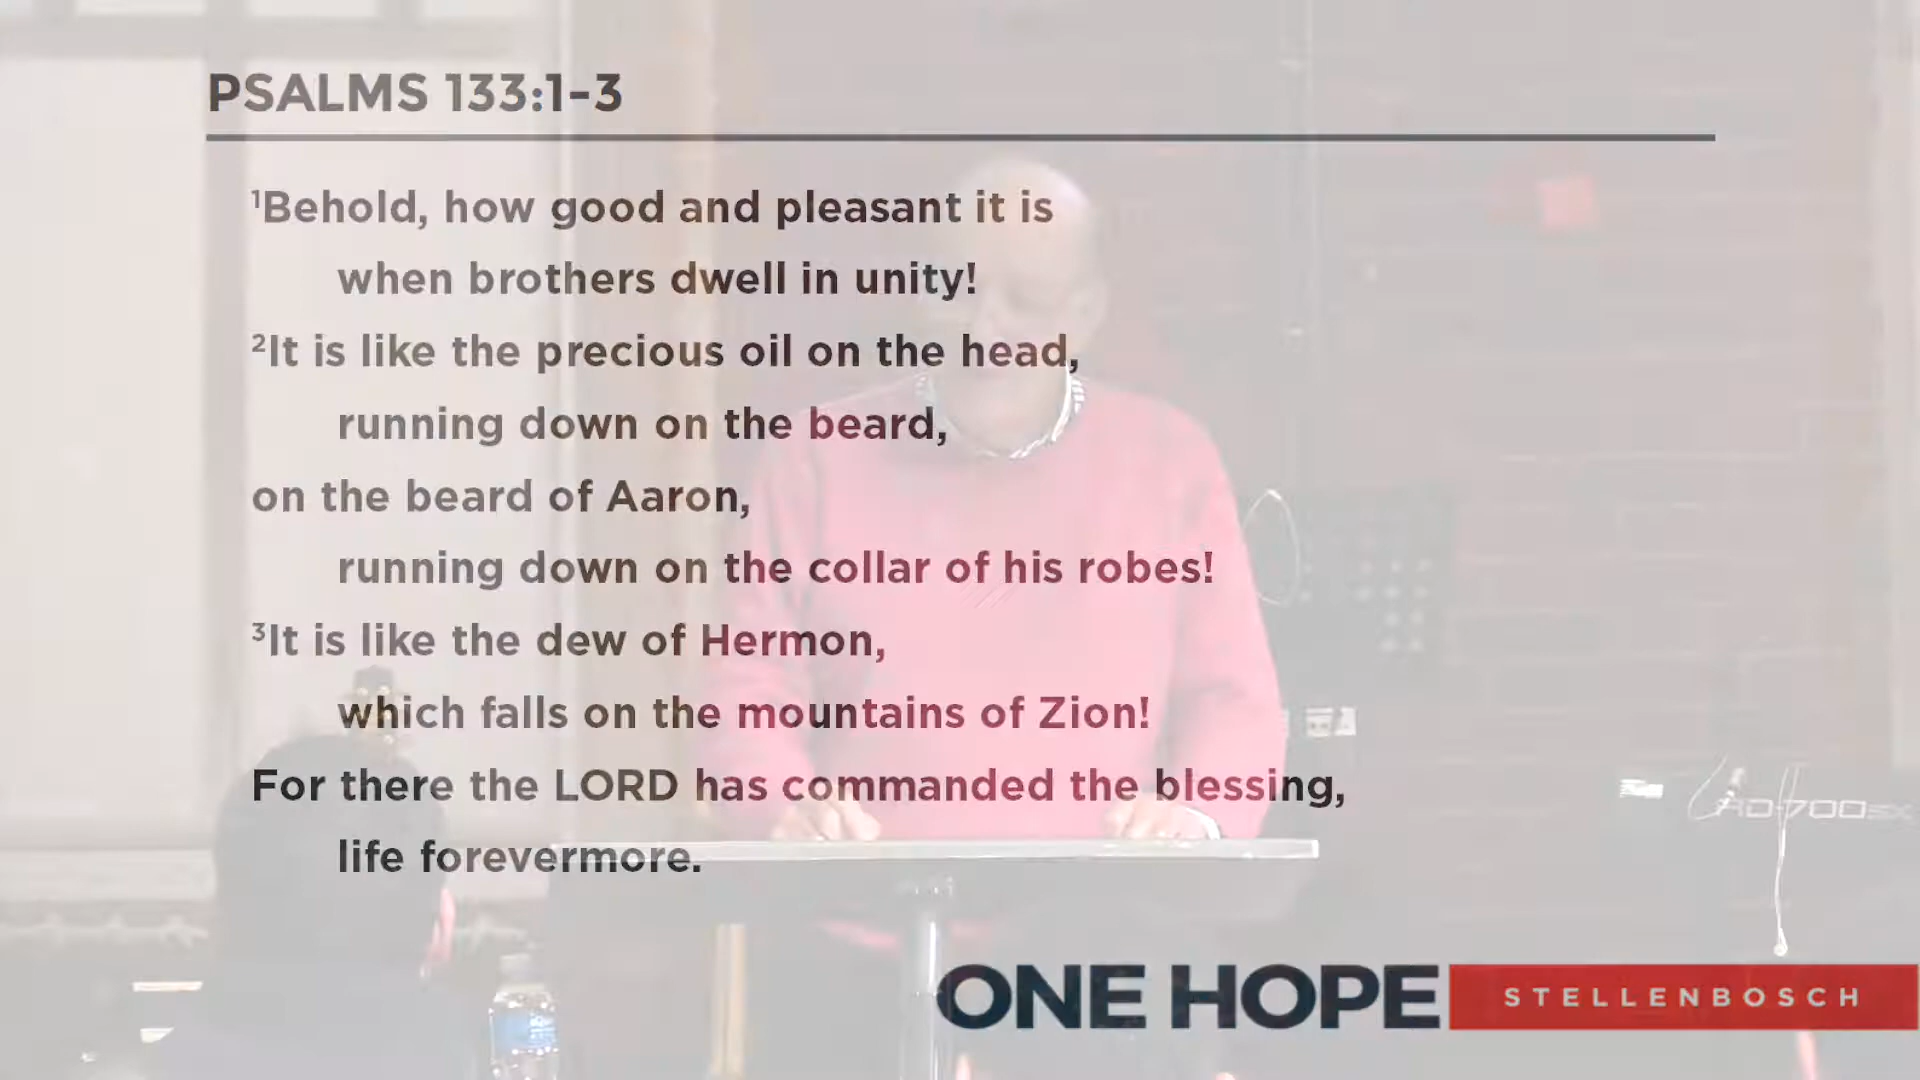 PSALMS 133:1-3
¹Behold, how good and pleasant it is
when brothers dwell in unity!
²It is like the precious oil on the head,
running down on the beard,
on the beard of Aaron,
running down on the collar of his robes!
³It is like the dew of Hermon,
which falls on the mountains of Zion!
For there the LORD has commanded the blessing,
life forevermore.
RD-700SX
ONE HOPE STELLENBOSCH